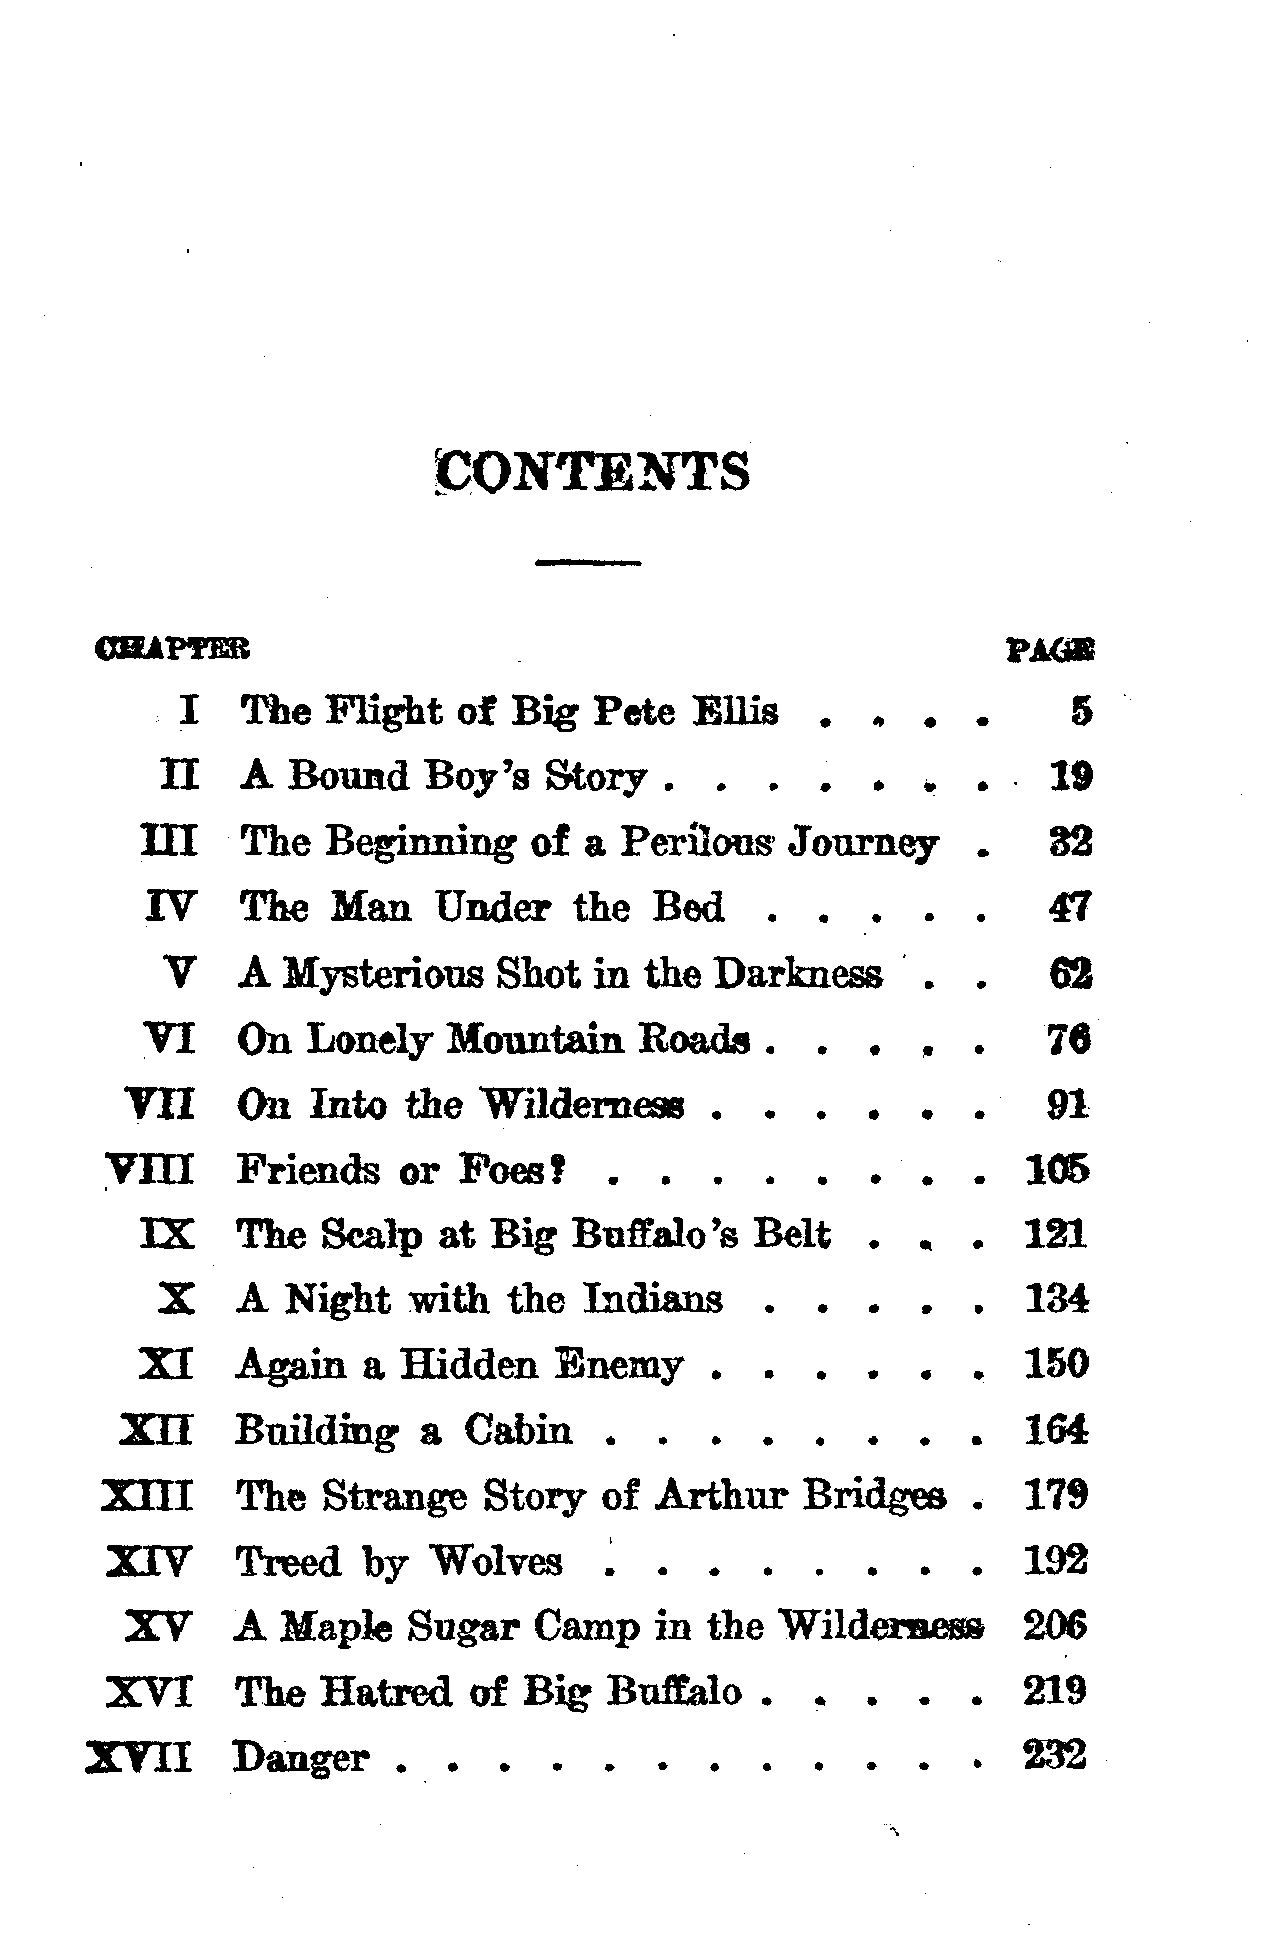 CONTENTS
CHAPTER PAGE
I The Flight of Big Pete Ellis . . . . 5
II A Bound Boy's Story . . . . . . . 19
III The Beginning of a Perilous Journey . 32
IV The Man Under the Bed . . . . . 47
V A Mysterious Shot in the Darkness . . 62
VI On Lonely Mountain Roads . . . . . 76
VII On Into the Wilderness . . . . . . 91
VIII Friends or Foes? . . . . . . . . 105
IX The Scalp at Big Buffalo's Belt . . . 121
X A Night with the Indians . . . . . 134
XI Again a Hidden Enemy . . . . . . 150
XII Building a Cabin . . . . . . . . 164
XIII The Strange Story of Arthur Bridges . 179
XIV Treed by Wolves . . . . . . . . 192
XV A Maple Sugar Camp in the Wilderness 206
XVI The Hatred of Big Buffalo . . . . . 219
XVII Danger . . . . . . . . . . . . 232